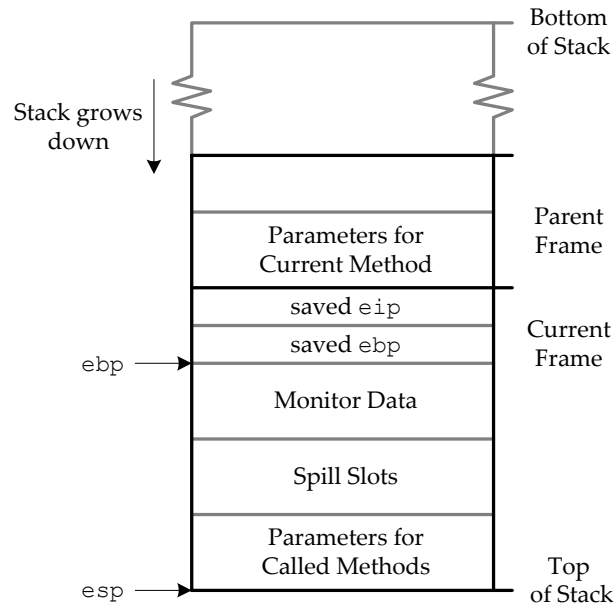 Bottom
of Stack
Stack grows
down
Parent
Frame
Parameters for
Current Method
saved eip
Current
Frame
saved ebp
ebp
Monitor Data
Spill Slots
Parameters for
Called Methods
esp
Top
of Stack